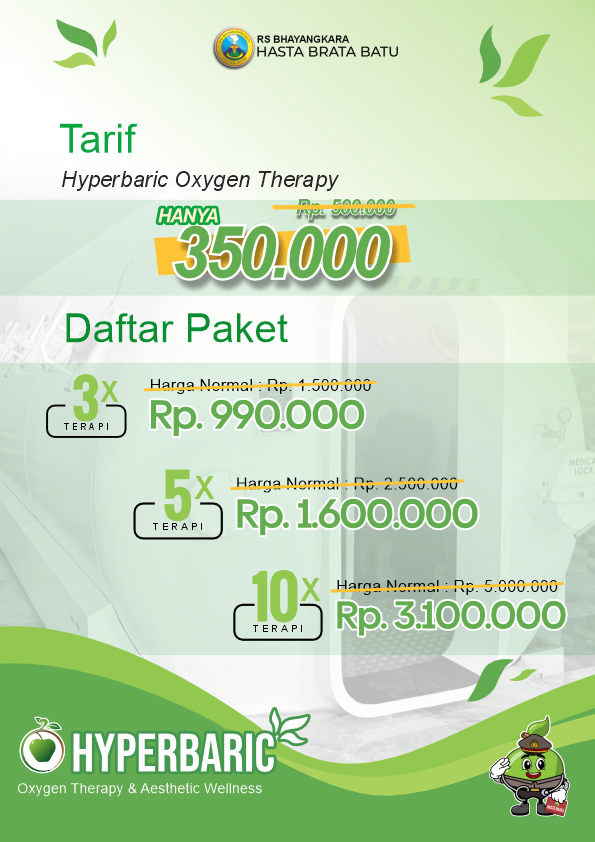 RS BHAYANGKARA
HASTA BRATA BATU
Tarif
Hyperbaric Oxygen Therapy
Rp. 500.000
HANYA
350.000
Daftar Paket
3X
TERAPI
Harga Normal : Rp. 1.500.000
Rp. 990.000
5X
TERAPI
Harga Normal : Rp. 2.500.000
Rp. 1.600.000
10X
TERAPI
Harga Normal : Rp. 5.000.000
Rp. 3.100.000
MEDICAL
LOCK
HYPERBARIC
Oxygen Therapy & Aesthetic Wellness